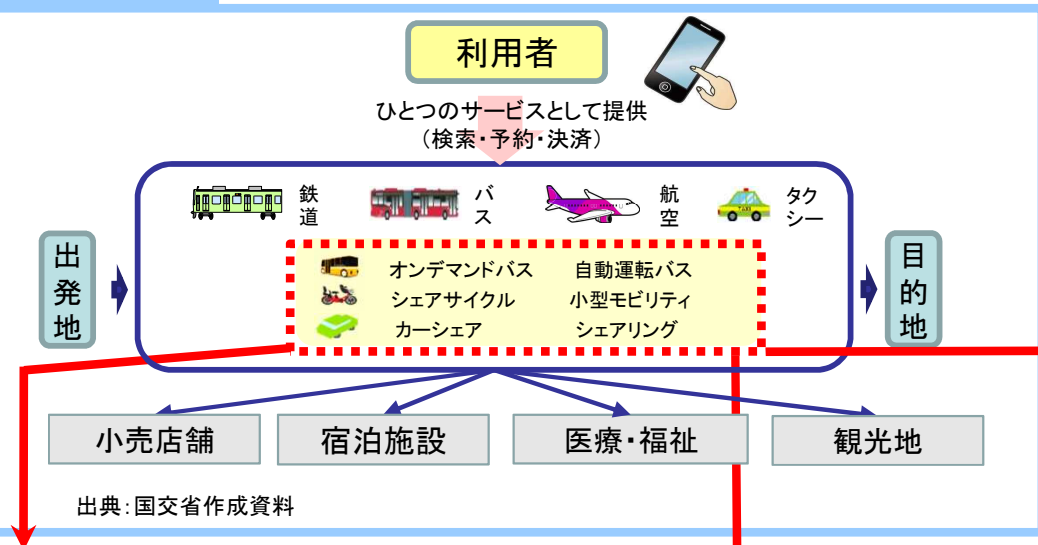 利用者
ひとつのサービスとして提供
（検索・予約・決済）
鉄道
バス
航空
タクシー
TAXI
出発地
目的地
オンデマンドバス 自動運転バス
シェアサイクル 小型モビリティ
カーシェア シェアリング
小売店舗
宿泊施設
医療・福祉
観光地
出典：国交省作成資料